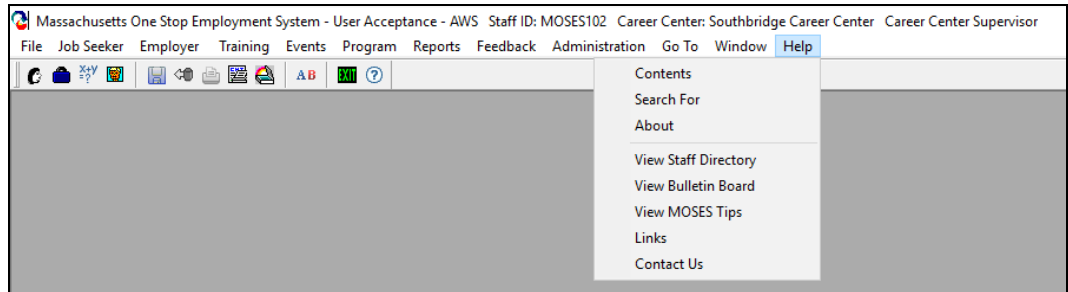 Massachusetts One Stop Employment System - User Acceptance - AWS Staff ID: MOSES102 Career Center: Southbridge Career Center Career Center Supervisor
File Job Seeker Employer Training Events Program Reports Feedback Administration Go To Window Help
X+Y ?? AB EXIT ?
Contents
Search For
About
View Staff Directory
View Bulletin Board
View MOSES Tips
Links
Contact Us